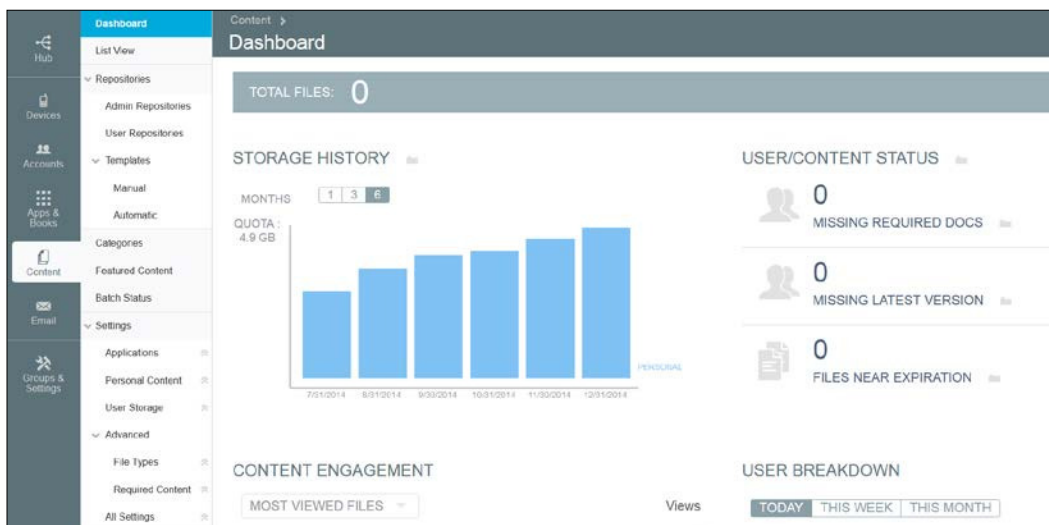 Hub
Devices
Accounts
Apps &
Books
Content
Email
Groups &
Settings
Dashboard
List View
Repositories
Admin Repositories
User Repositories
Templates
Manual
Automatic
Categories
Featured Content
Batch Status
Settings
Applications
Personal Content
User Storage
Advanced
File Types
Required Content
All Settings
Content >
Dashboard
TOTAL FILES: 0
STORAGE HISTORY
MONTHS 1 3 6
QUOTA :
4.9 GB
PERSONAL
7/31/2014 8/31/2014 9/30/2014 10/31/2014 11/30/2014 12/31/2014
USER/CONTENT STATUS
0
MISSING REQUIRED DOCS
0
MISSING LATEST VERSION
0
FILES NEAR EXPIRATION
CONTENT ENGAGEMENT
MOST VIEWED FILES Views
USER BREAKDOWN
TODAY THIS WEEK THIS MONTH